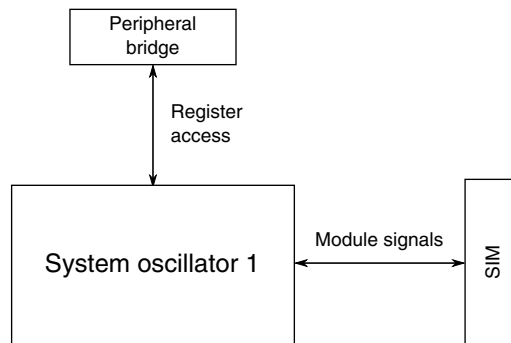 Peripheral
bridge
Register
access
System oscillator 1
Module signals
SIM